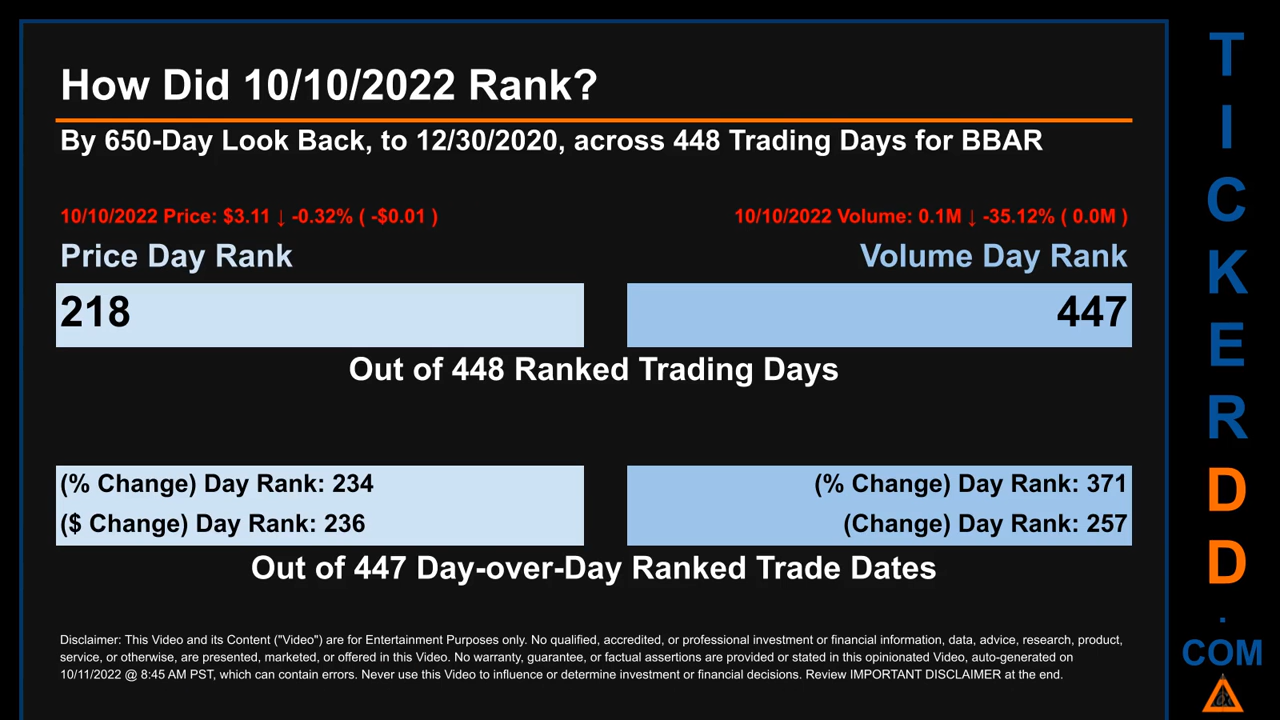 How Did 10/10/2022 Rank?
By 650-Day Look Back, to 12/30/2020, across 448 Trading Days for BBAR
10/10/2022 Price: $3.11 ↓ -0.32% ( -$0.01 )
10/10/2022 Volume: 0.1M ↓ -35.12% ( 0.0M )
Price Day Rank
Volume Day Rank
218
447
Out of 448 Ranked Trading Days
(% Change) Day Rank: 234
($ Change) Day Rank: 236
(% Change) Day Rank: 371
(Change) Day Rank: 257
Out of 447 Day-over-Day Ranked Trade Dates
Disclaimer: This Video and its Content ("Video") are for Entertainment Purposes only. No qualified, accredited, or professional investment or financial information, data, advice, research, product,
service, or otherwise, are presented, marketed, or offered in this Video. No warranty, guarantee, or factual assertions are provided or stated in this opinionated Video, auto-generated on
10/11/2022 @ 8:45 AM PST, which can contain errors. Never use this Video to influence or determine investment or financial decisions. Review IMPORTANT DISCLAIMER at the end.
T
I
C
K
E
R
D
D
.
COM